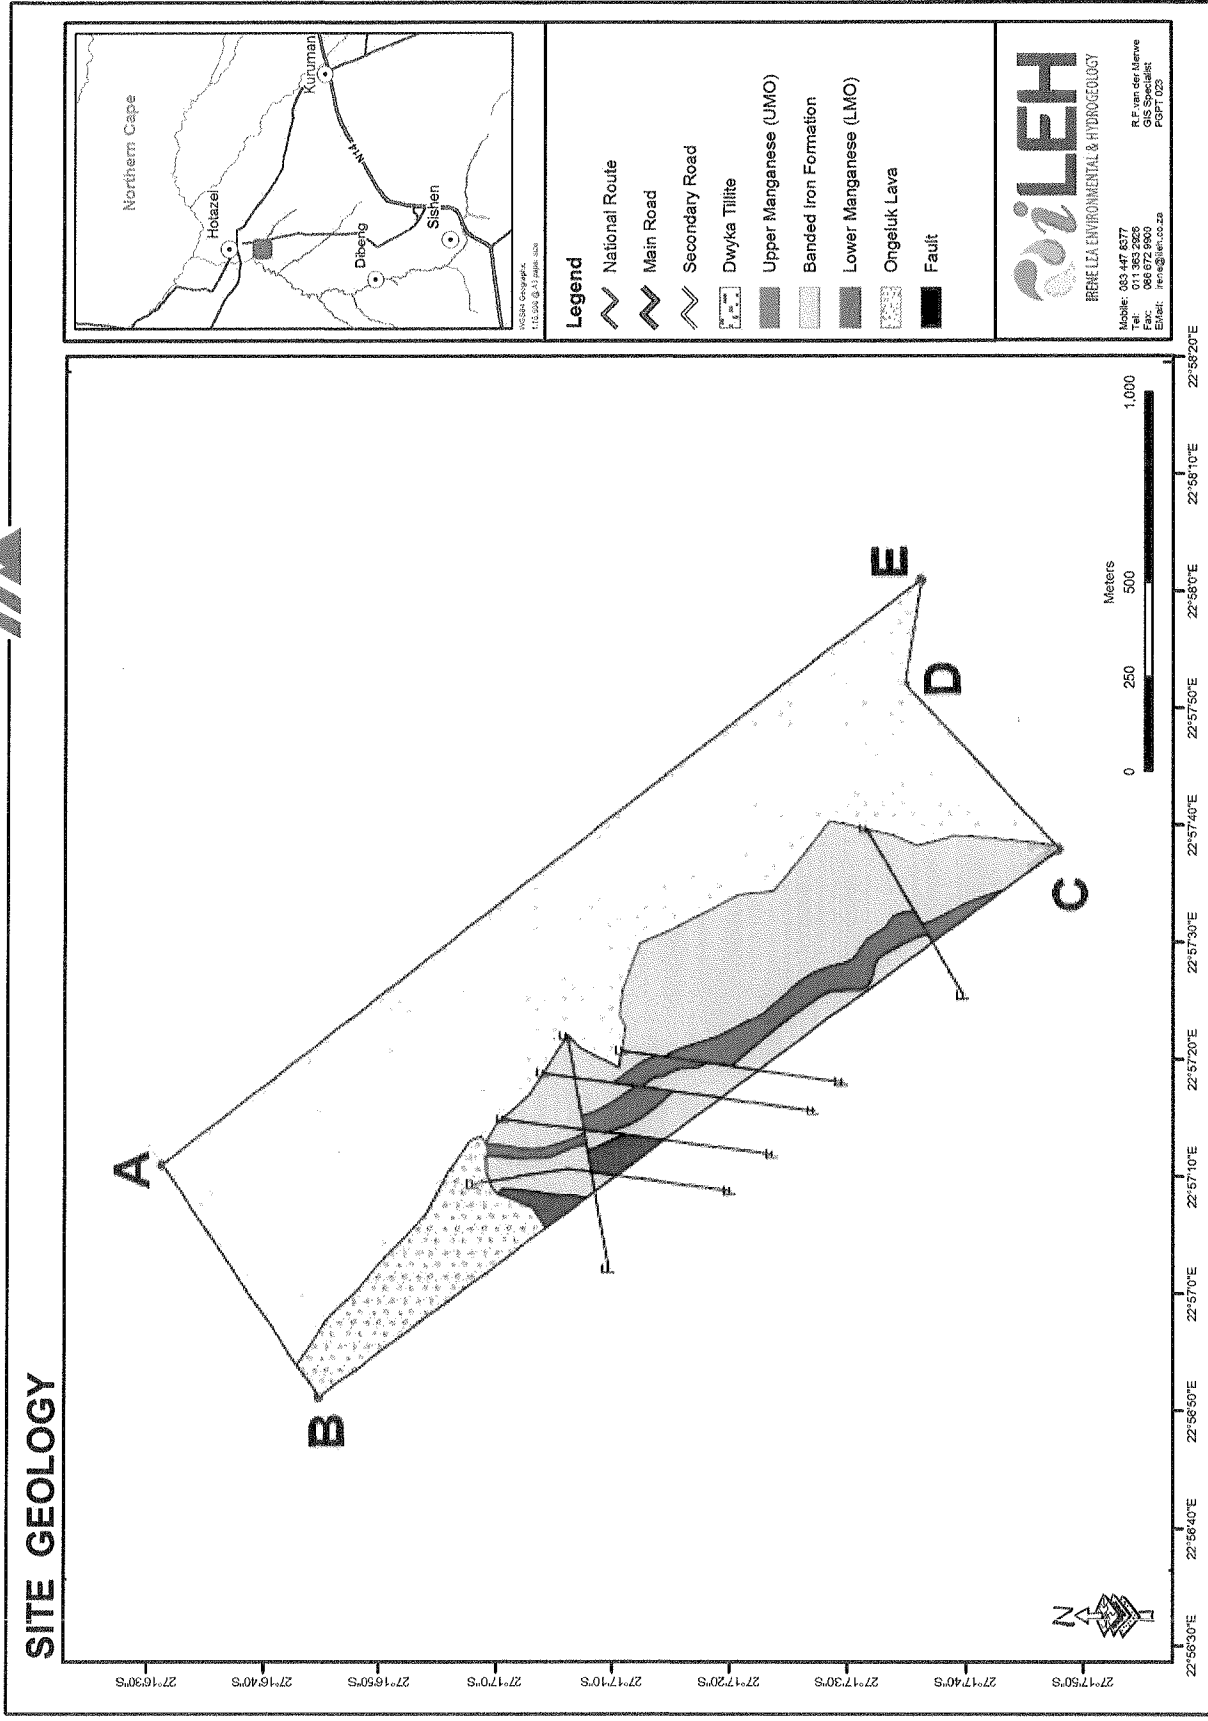 SITE GEOLOGY
A
B
C
D
E
F
N
Meters
0 250 500 1,000
27°16'30"S
27°16'40"S
27°16'50"S
27°17'0"S
27°17'10"S
27°17'20"S
27°17'30"S
27°17'40"S
27°17'50"S
22°56'30"E
22°56'40"E
22°56'50"E
22°57'0"E
22°57'10"E
22°57'20"E
22°57'30"E
22°57'40"E
22°57'50"E
22°58'0"E
22°58'10"E
22°58'20"E
Northern Cape
Hotazel
Kuruman
N14
Dibeng
Sishen
WGS84 Geographic
Legend
National Route
Main Road
Secondary Road
Dwyka Tillite
Upper Manganese (UMO)
Banded Iron Formation
Lower Manganese (LMO)
Ongeluk Lava
Fault
iLEH
IRENE LEA ENVIRONMENTAL & HYDROGEOLOGY
Mobile: 083 447 8377
Tel: 011 363 2926
Fax: 086 672 9900
EMail: irene@ileh.co.za
R.F. van der Merwe
GIS Specialist
PGPT 023